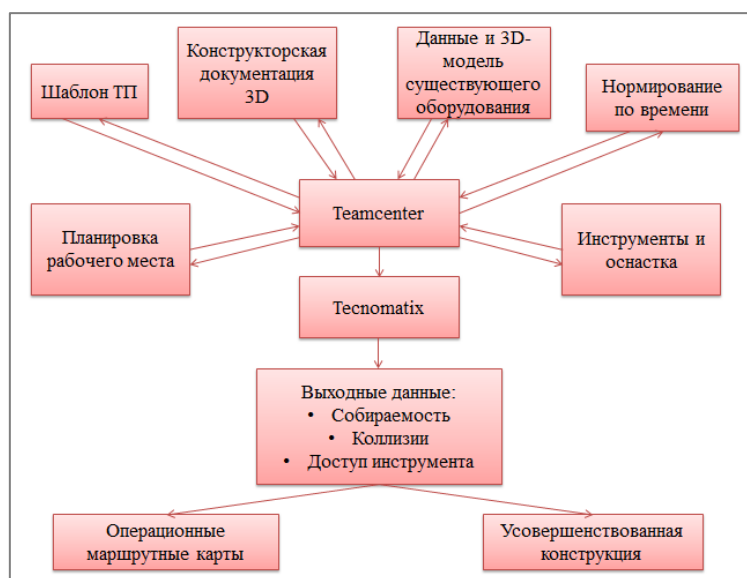 Шаблон ТП
Конструкторская
документация
3D
Данные и 3D-
модель
существующего
оборудования
Нормирование
по времени
Teamcenter
Планировка
рабочего места
Инструменты и
оснастка
Tecnomatix
Выходные данные:
• Собираемость
• Коллизии
• Доступ инструмента
Операционные
маршрутные карты
Усовершенствованная
конструкция